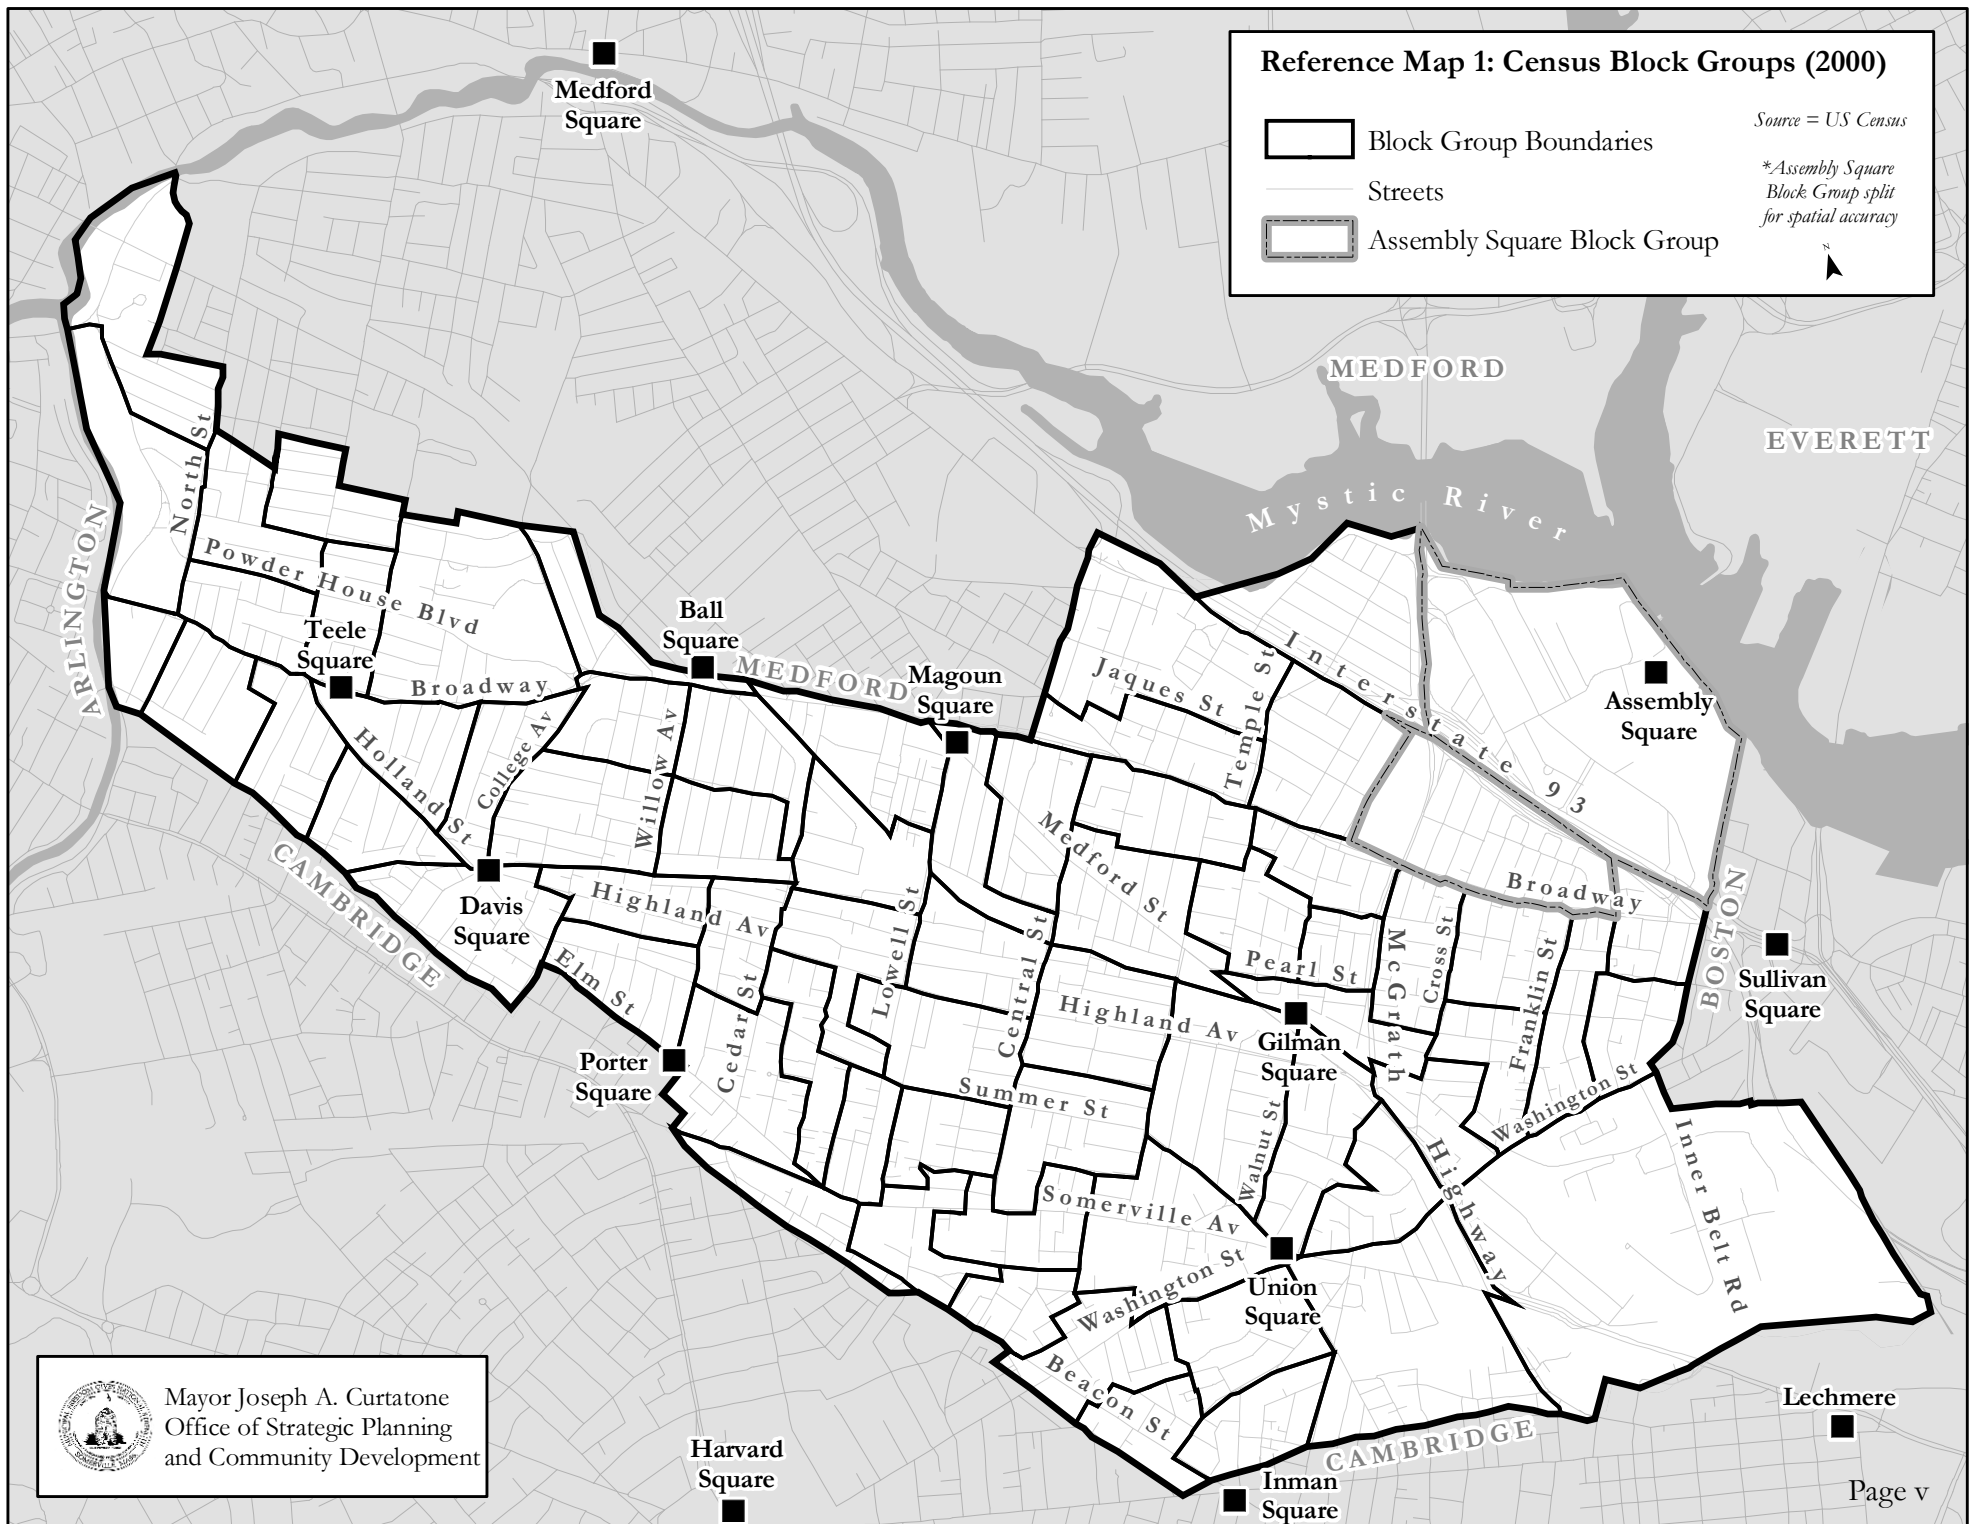 Reference Map 1: Census Block Groups (2000)
Source = US Census
Block Group Boundaries
*Assembly Square
Block Group split
for spatial accuracy
Streets
Assembly Square Block Group
N
Medford
Square
MEDFORD
EVERETT
Mystic River
ARLINGTON
North St
Powder House Blvd
Teele
Square
Ball
Square
MEDFORD
Magoun
Square
Broadway
Jaques St
Temple St
Interstate 93
Assembly
Square
Holland St
College Av
Willow Av
Medford St
CAMBRIDGE
Davis
Square
Highland Av
Lowell St
Central St
Broadway
BOSTON
Sullivan
Square
Elm St
Cedar St
Pearl St
McGrath
Cross St
Franklin St
Highland Av
Gilman
Square
Porter
Square
Summer St
Walnut St
Washington St
Highway
Inner Belt Rd
Somerville Av
Washington St
Union
Square
Beacon St
CAMBRIDGE
Lechmere
Harvard
Square
Inman
Square
Mayor Joseph A. Curtatone
Office of Strategic Planning
and Community Development
Page v